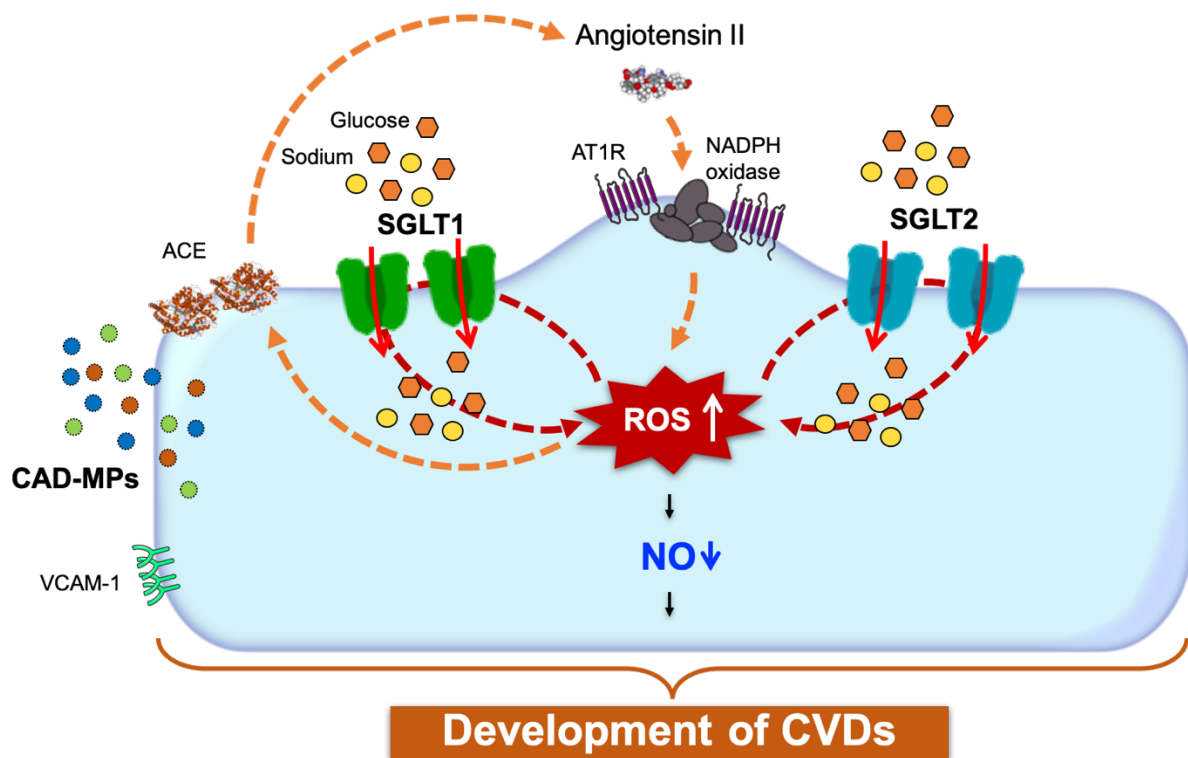 Angiotensin II
Glucose
Sodium
SGLT1
AT1R
NADPH
oxidase
SGLT2
ACE
CAD-MPs
ROS
NO
VCAM-1
Development of CVDs